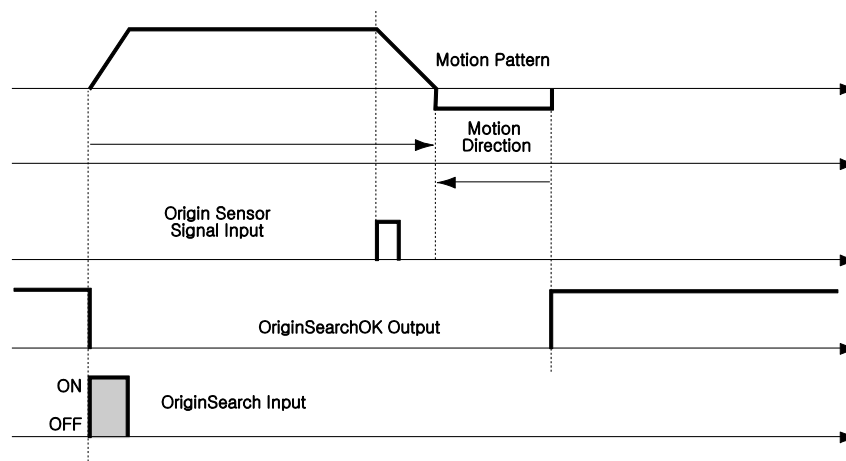 Motion Pattern
Motion
Direction
Origin Sensor
Signal Input
OriginSearchOK Output
ON
OriginSearch Input
OFF